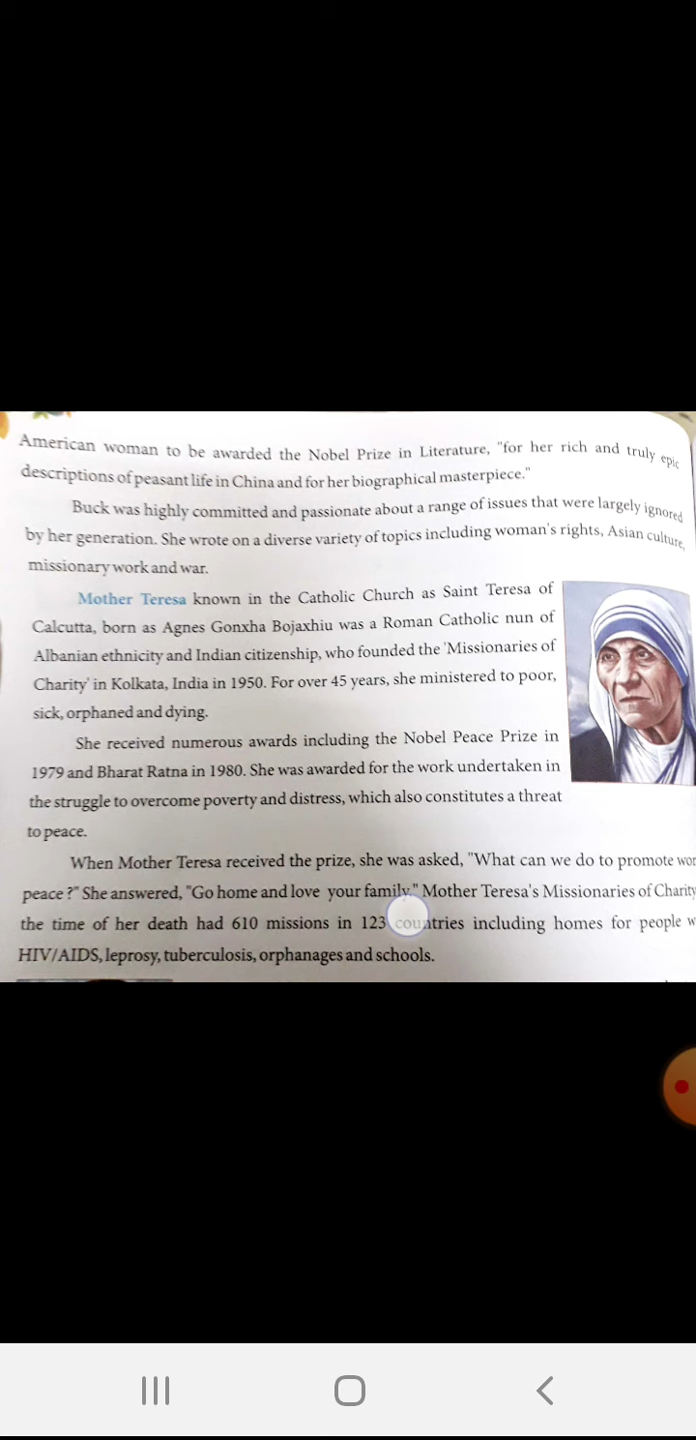 American woman to be awarded the Nobel Prize in Literature, "for her rich and truly epic
descriptions of peasant life in China and for her biographical masterpiece."
Buck was highly committed and passionate about a range of issues that were largely ignored
by her generation. She wrote on a diverse variety of topics including woman's rights, Asian culture,
missionary work and war.
Mother Teresa known in the Catholic Church as Saint Teresa of
Calcutta, born as Agnes Gonxha Bojaxhiu was a Roman Catholic nun of
Albanian ethnicity and Indian citizenship, who founded the 'Missionaries of
Charity' in Kolkata, India in 1950. For over 45 years, she ministered to poor,
sick, orphaned and dying.
She received numerous awards including the Nobel Peace Prize in
1979 and Bharat Ratna in 1980. She was awarded for the work undertaken in
the struggle to overcome poverty and distress, which also constitutes a threat
to peace.
When Mother Teresa received the prize, she was asked, "What can we do to promote
peace ?" She answered, "Go home and love your family." Mother Teresa's Missionaries of Charity
the time of her death had 610 missions in 123 countries including homes for people
HIV/AIDS, leprosy, tuberculosis, orphanages and schools.